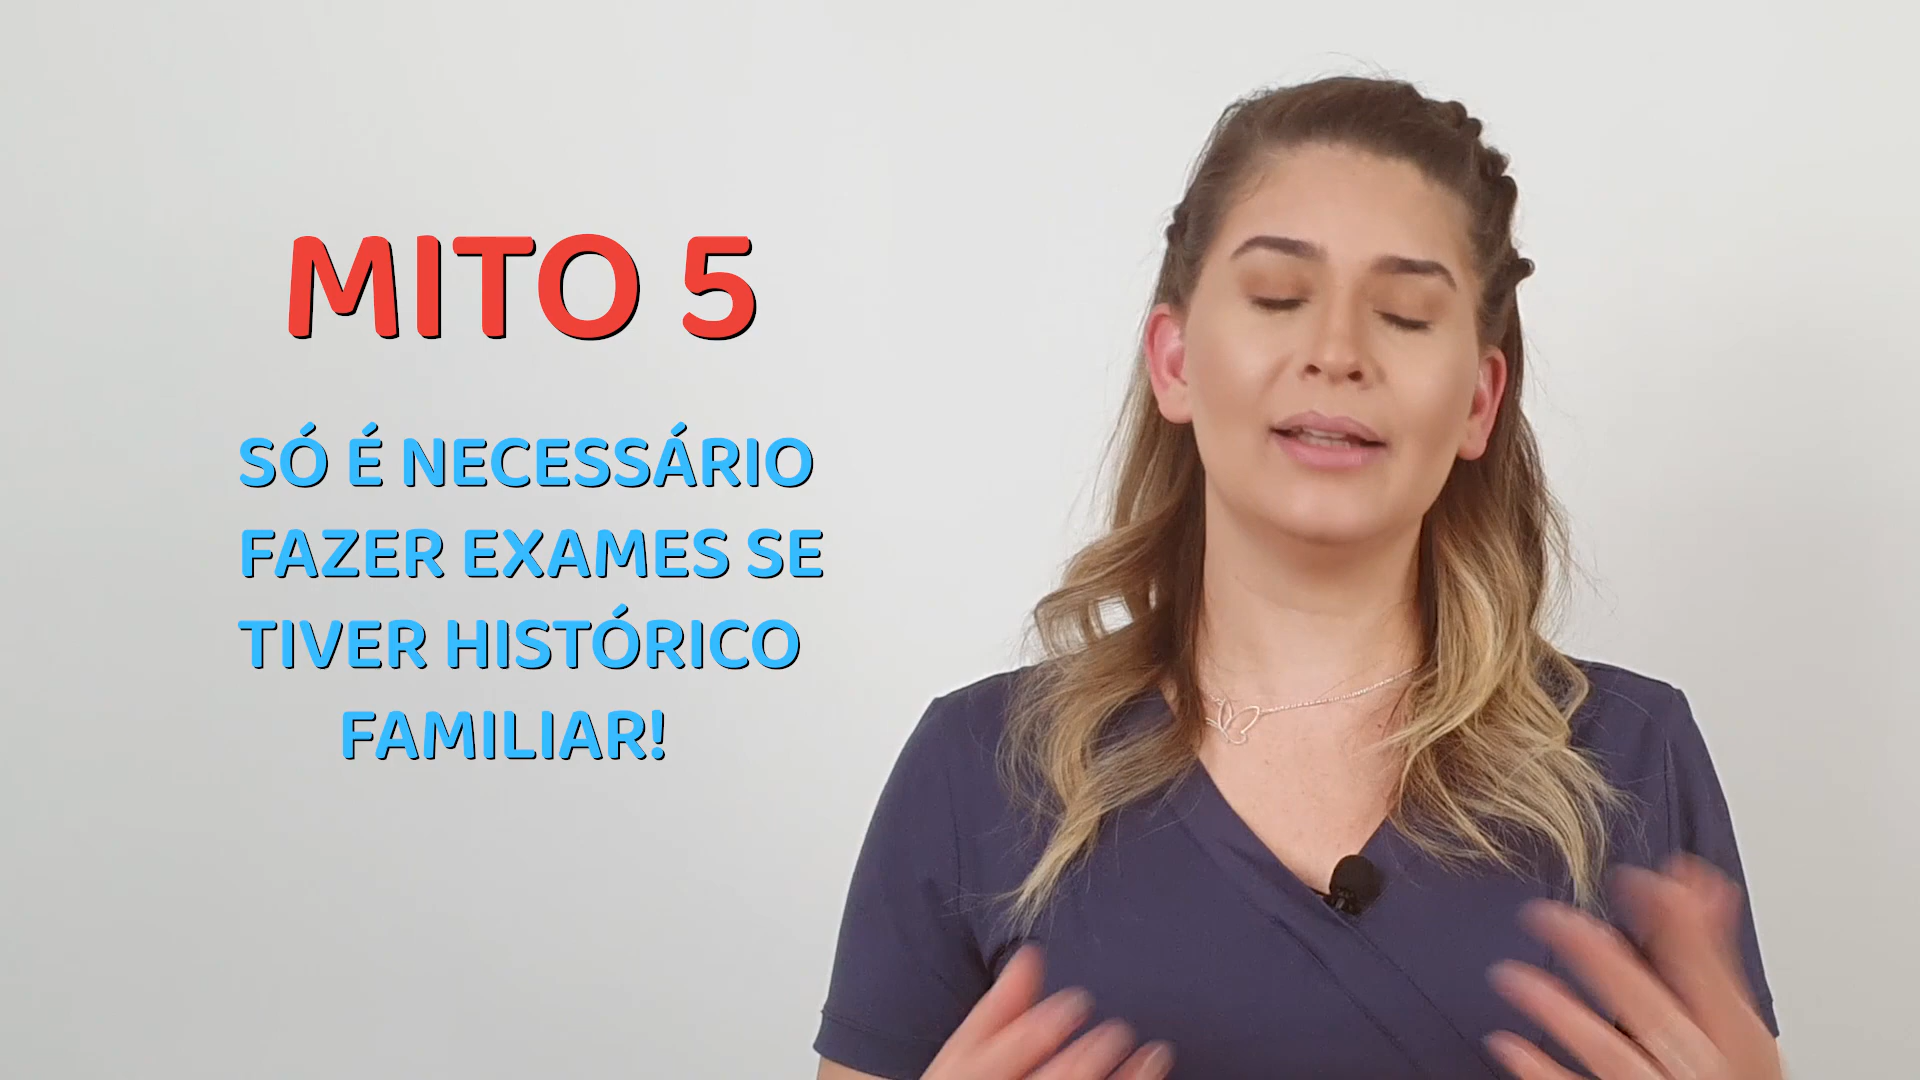 MITO 5
SÓ É NECESSÁRIO
FAZER EXAMES SE
TIVER HISTÓRICO
FAMILIAR!